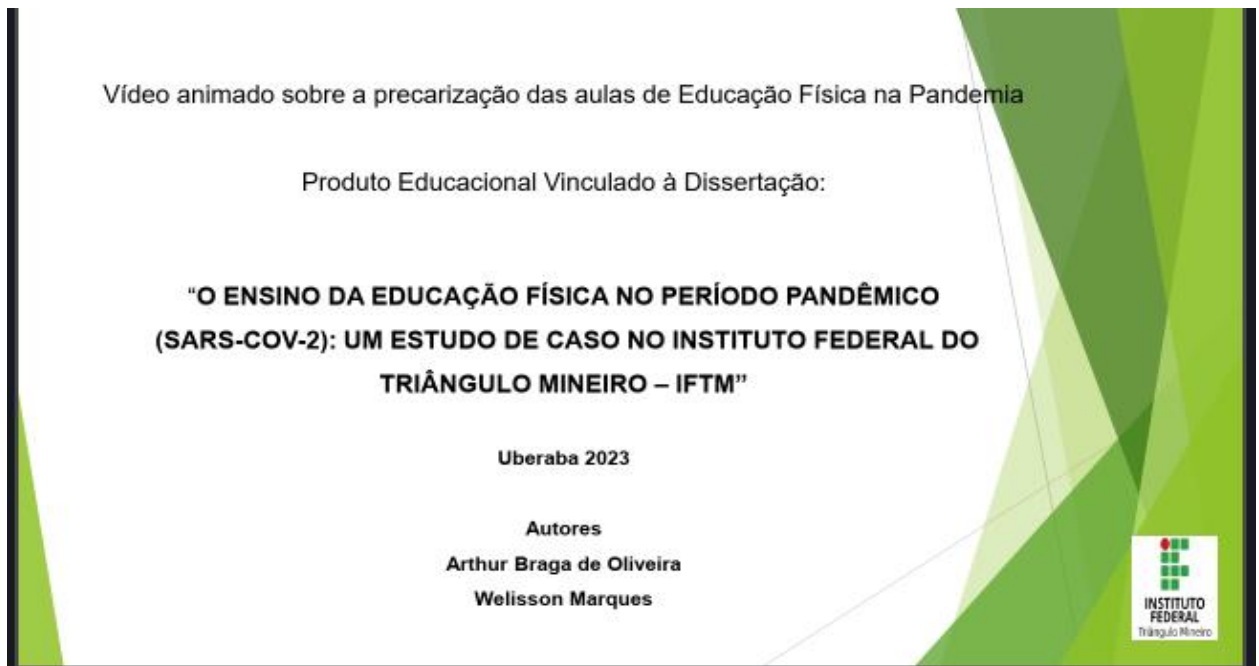 Vídeo animado sobre a precarização das aulas de Educação Física na Pandemia
Produto Educacional Vinculado à Dissertação:
“O ENSINO DA EDUCAÇÃO FÍSICA NO PERÍODO PANDÊMICO
(SARS-COV-2): UM ESTUDO DE CASO NO INSTITUTO FEDERAL DO
TRIÂNGULO MINEIRO – IFTM”
Uberaba 2023
Autores
Arthur Braga de Oliveira
Welisson Marques
INSTITUTO
FEDERAL
Triângulo Mineiro